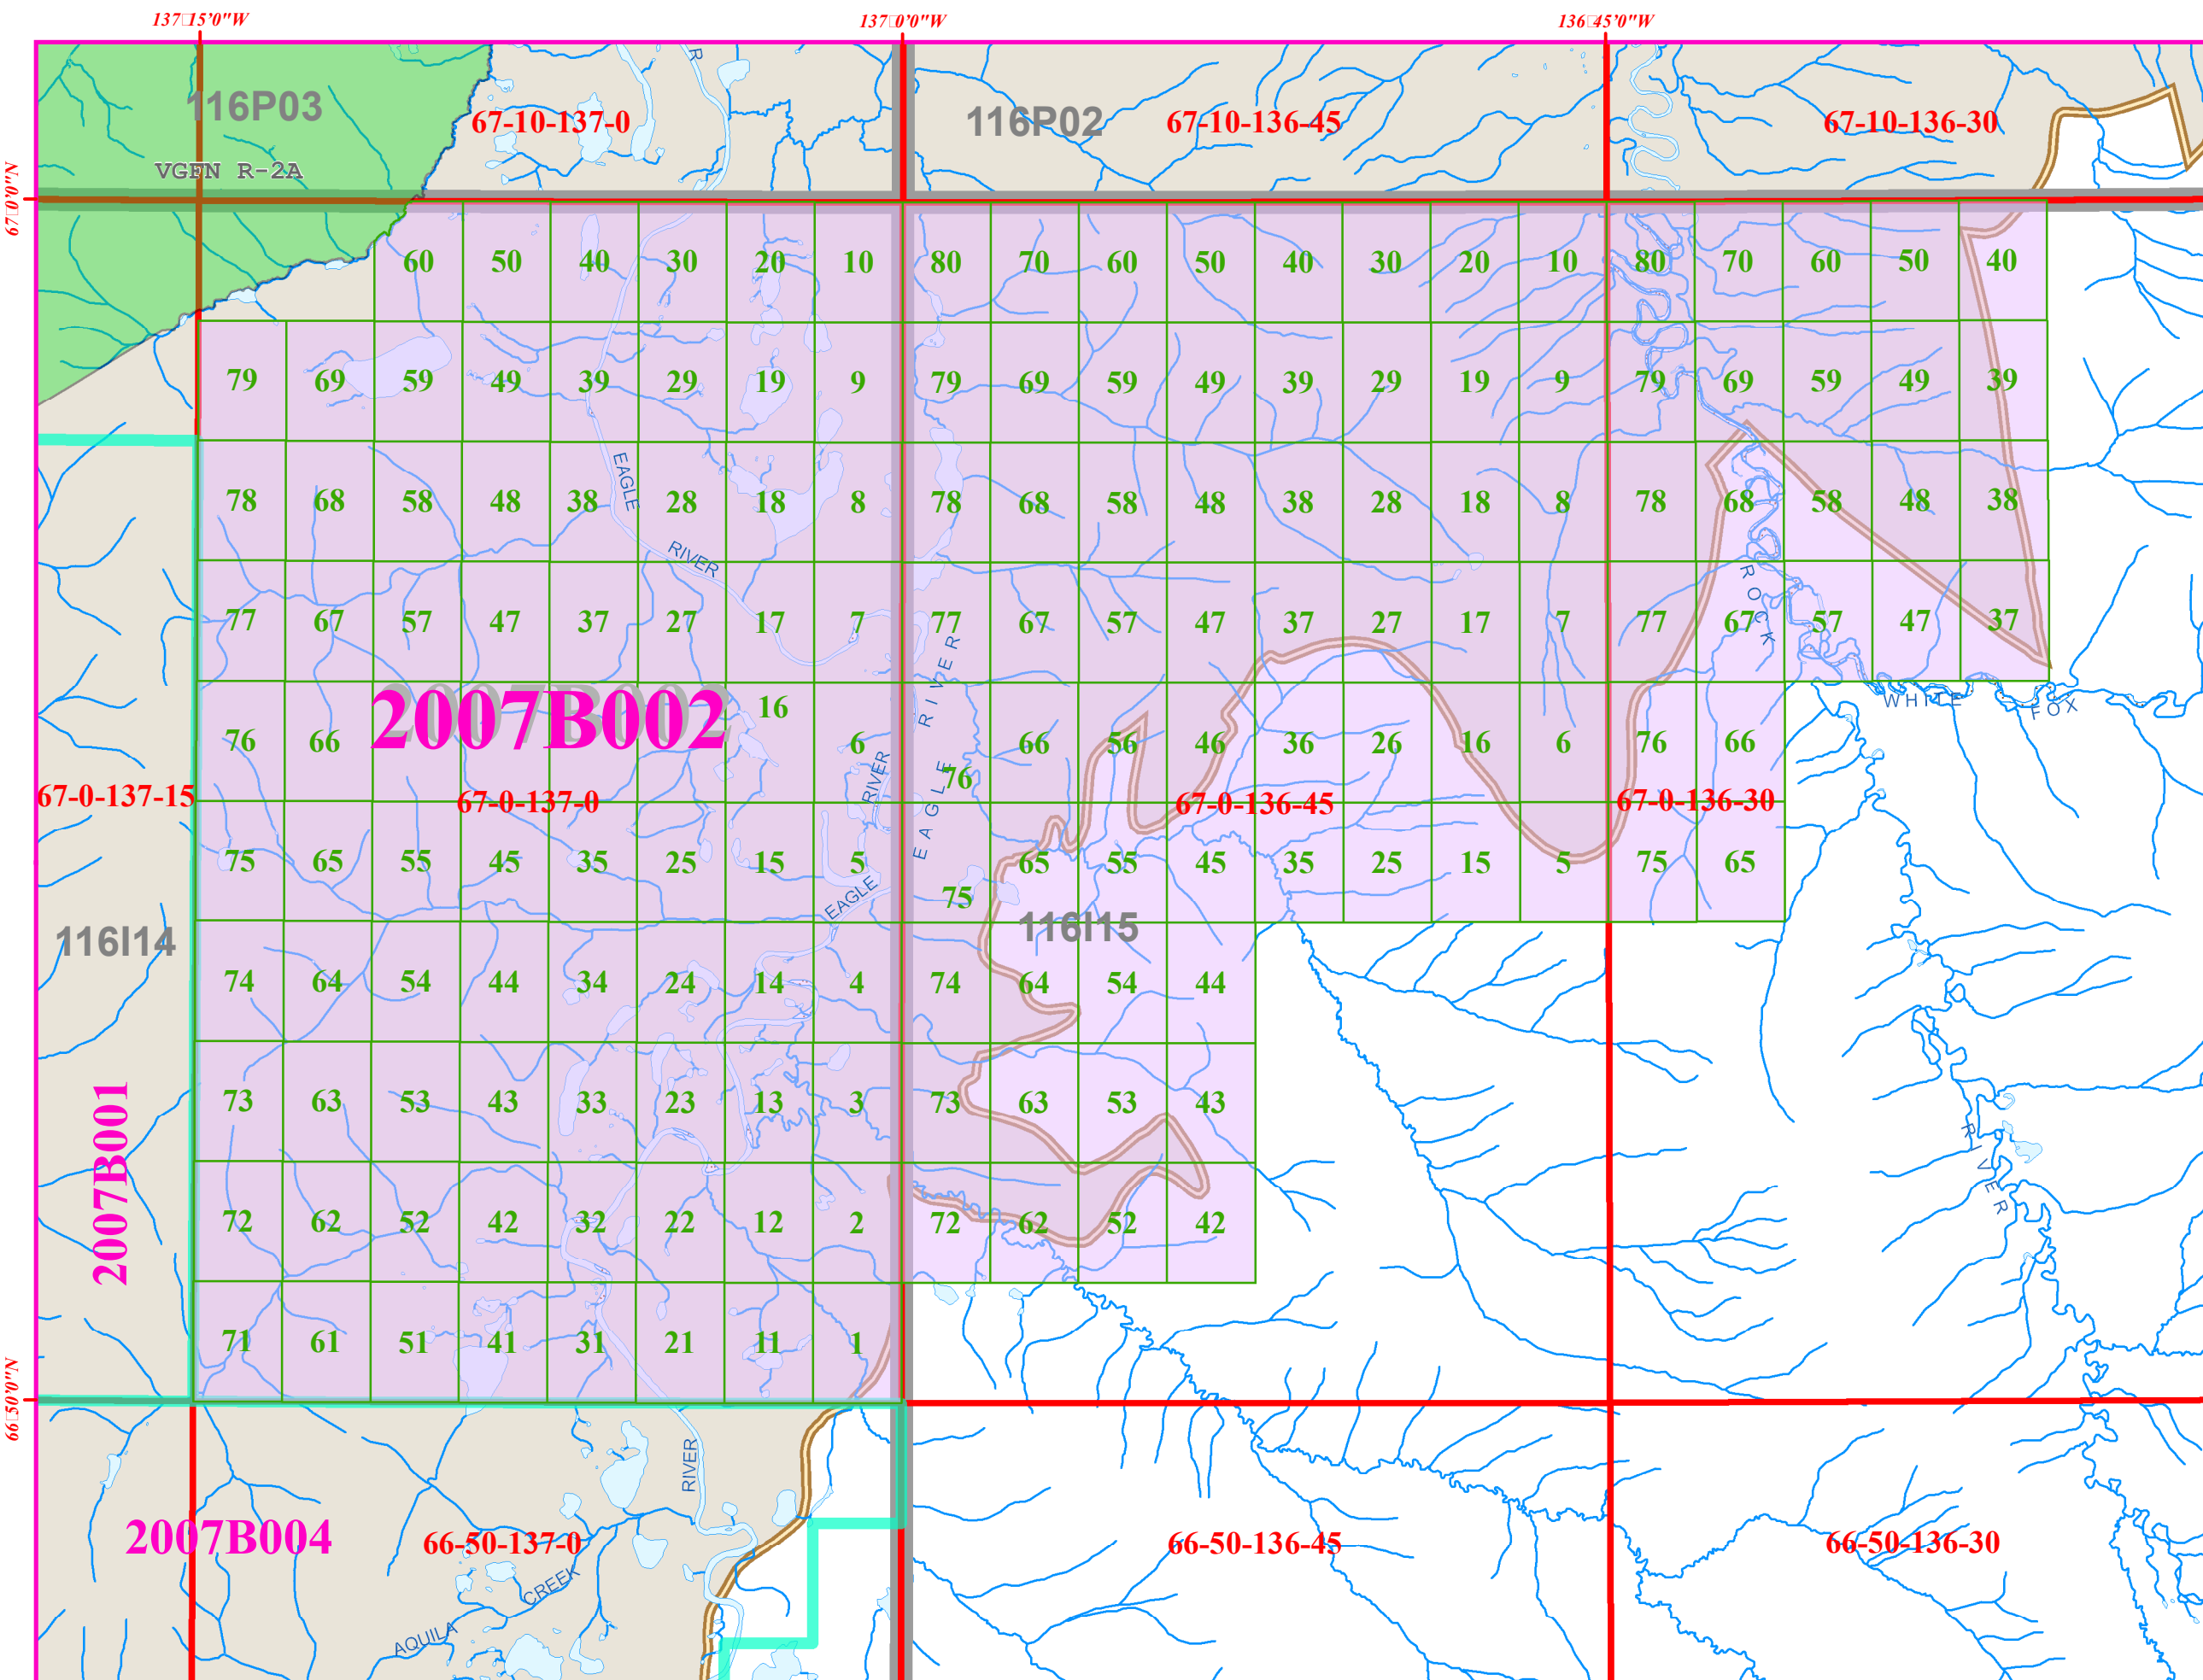 137□15'0"W 137□0'0"W 136□45'0"W
116P03 67-10-137-0 R 116P02 67-10-136-45 67-10-136-30
VGFN R-2A
67□0'0"N
60 50 40 30 20 10 80 70 60 50 40 30 20 10 80 70 60 50 40
79 69 59 49 39 29 19 9 79 69 59 49 39 29 19 9 79 69 59 49 39
EAGLE
78 68 58 48 38 28 18 8 78 68 58 48 38 28 18 8 78 68 58 48 38
RIVER
ROCK
77 67 57 47 37 27 17 7 77 67 57 47 37 27 17 7 77 67 57 47 37
EAGLE RIVER
2007B002
WHITE FOX
76 66 16 6 76 66 56 46 36 26 16 6 76 66
RIVER
67-0-137-15 67-0-137-0 67-0-136-45 67-0-136-30
75 65 55 45 35 25 15 5 75 65 55 45 35 25 15 5 75 65
EAGLE
116I14 116I15
74 64 54 44 34 24 14 4 74 64 54 44
73 63 53 43 33 23 13 3 73 63 53 43
RIVER
2007B001
72 62 52 42 32 22 12 2 72 62 52 42
71 61 51 41 31 21 11 1
66□50'0"N
RIVER
2007B004 66-50-137-0 66-50-136-45 66-50-136-30
AQUILA CREEK